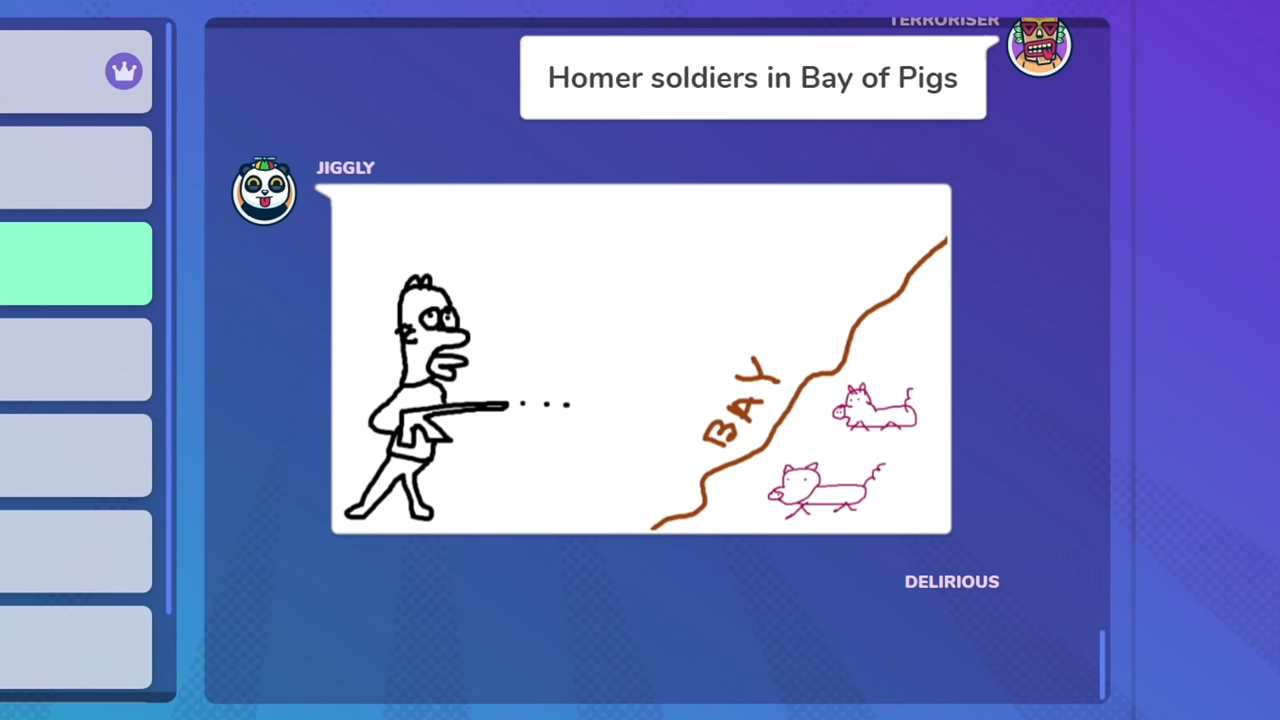 TERRORISER
Homer soldiers in Bay of Pigs
JIGGLY
BAY
DELIRIOUS